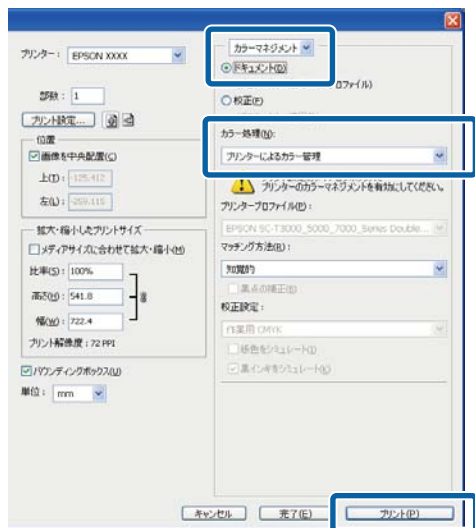 プリンター： EPSON XXXX
部数： 1
プリント設定...
位置
画像を中央配置(C)
上(T)： -125.412
左(L)： -259.115
拡大・縮小したプリントサイズ
メディアサイズに合わせて拡大・縮小(M)
比率(S)： 100%
高さ(H)： 541.8
幅(W)： 722.4
プリント解像度：72 PPI
バウンディングボックス(U)
単位： mm
カラーマネジメント
ドキュメント(D)
ロファイル)
校正(F)
カラー処理(N)：
プリンターによるカラー管理
プリンターのカラーマネジメントを有効にしてください。
プリンタープロファイル(P)：
EPSON SC-T3000_5000_7000_Series Double...
マッチング方法(R)：
知覚的
黒点の補正(B)
校正設定：
作業用 CMYK
紙色をシミュレート(I)
黒インキをシミュレート(K)
キャンセル
完了(E)
プリント(P)